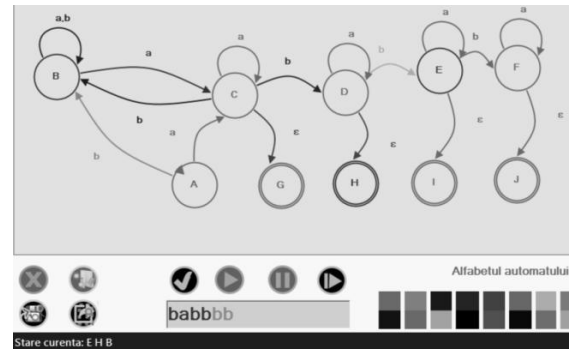 a,b
a
a
a
a
a
b
b
b
B
E
F
C
D
b
a
ε
ε
ε
ε
b
A
G
H
I
J
Alfabetul automatului
babbbb
Stare curenta: E H B